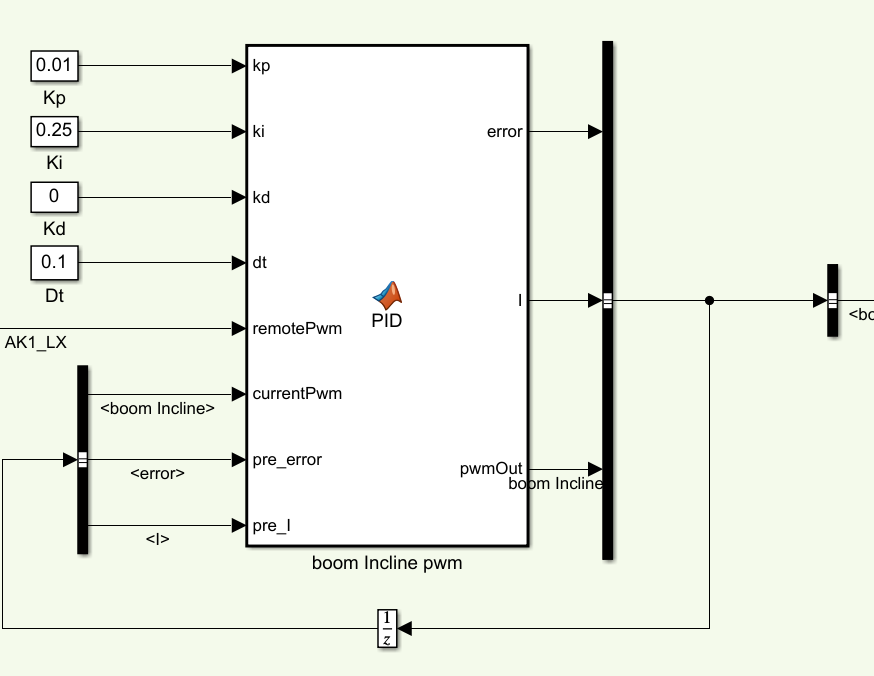 0.01
Kp
0.25
Ki
0
Kd
0.1
Dt
AK1_LX
<boom Incline>
<error>
<I>
kp
ki
kd
dt
remotePwm
currentPwm
pre_error
pre_I
PID
error
I
pwmOut
boom Incline
boom Incline pwm
<bo
1
z